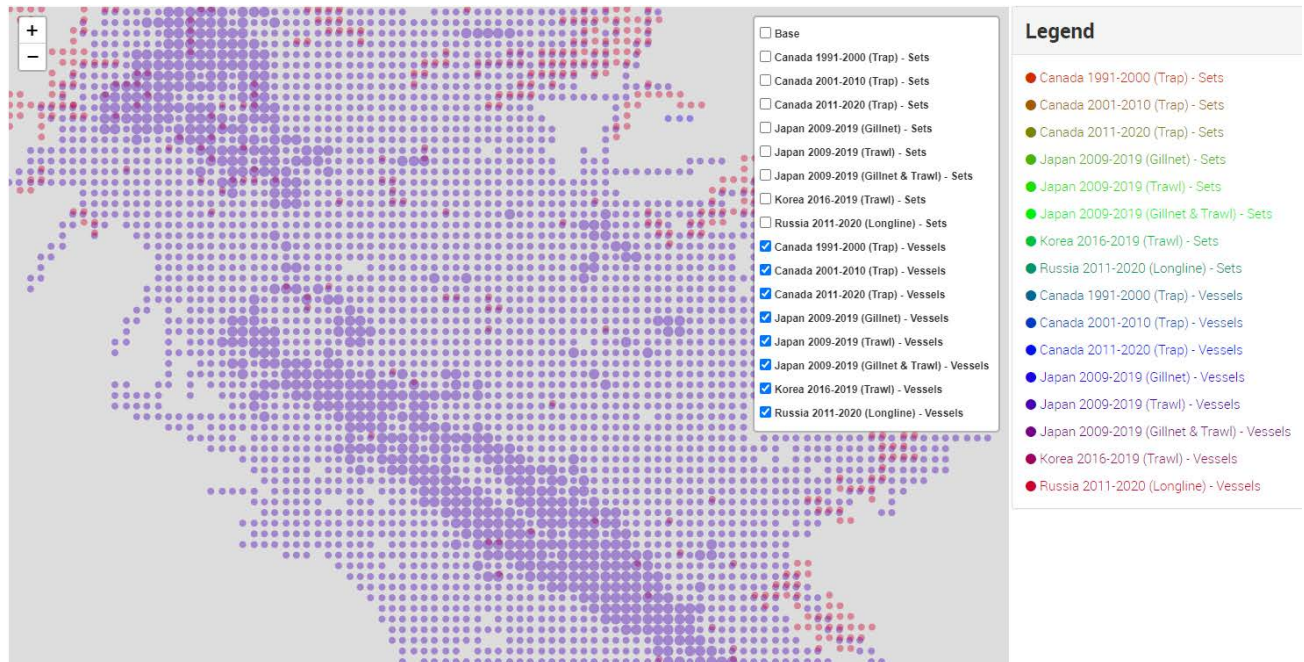 +
−
Base
Canada 1991-2000 (Trap) - Sets
Canada 2001-2010 (Trap) - Sets
Canada 2011-2020 (Trap) - Sets
Japan 2009-2019 (Gillnet) - Sets
Japan 2009-2019 (Trawl) - Sets
Japan 2009-2019 (Gillnet & Trawl) - Sets
Korea 2016-2019 (Trawl) - Sets
Russia 2011-2020 (Longline) - Sets
Canada 1991-2000 (Trap) - Vessels
Canada 2001-2010 (Trap) - Vessels
Canada 2011-2020 (Trap) - Vessels
Japan 2009-2019 (Gillnet) - Vessels
Japan 2009-2019 (Trawl) - Vessels
Japan 2009-2019 (Gillnet & Trawl) - Vessels
Korea 2016-2019 (Trawl) - Vessels
Russia 2011-2020 (Longline) - Vessels
Legend
Canada 1991-2000 (Trap) - Sets
Canada 2001-2010 (Trap) - Sets
Canada 2011-2020 (Trap) - Sets
Japan 2009-2019 (Gillnet) - Sets
Japan 2009-2019 (Trawl) - Sets
Japan 2009-2019 (Gillnet & Trawl) - Sets
Korea 2016-2019 (Trawl) - Sets
Russia 2011-2020 (Longline) - Sets
Canada 1991-2000 (Trap) - Vessels
Canada 2001-2010 (Trap) - Vessels
Canada 2011-2020 (Trap) - Vessels
Japan 2009-2019 (Gillnet) - Vessels
Japan 2009-2019 (Trawl) - Vessels
Japan 2009-2019 (Gillnet & Trawl) - Vessels
Korea 2016-2019 (Trawl) - Vessels
Russia 2011-2020 (Longline) - Vessels